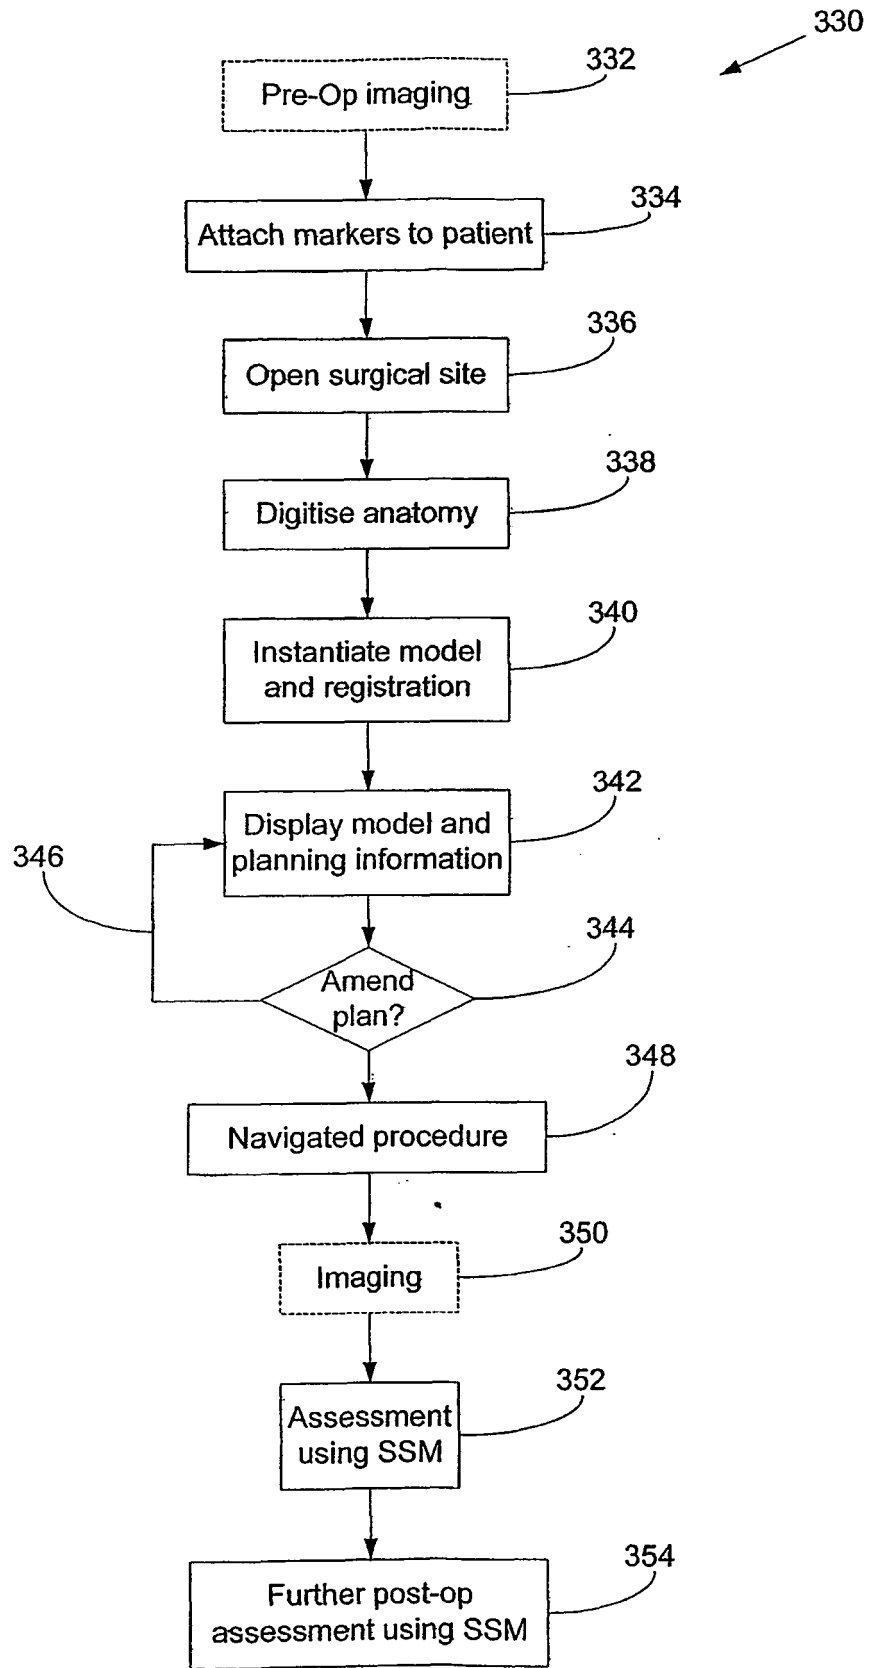 330
332
Pre-Op imaging
334
Attach markers to patient
336
Open surgical site
338
Digitise anatomy
340
Instantiate model
and registration
342
Display model and
planning information
346
344
Amend
plan?
348
Navigated procedure
350
Imaging
352
Assessment
using SSM
354
Further post-op
assessment using SSM